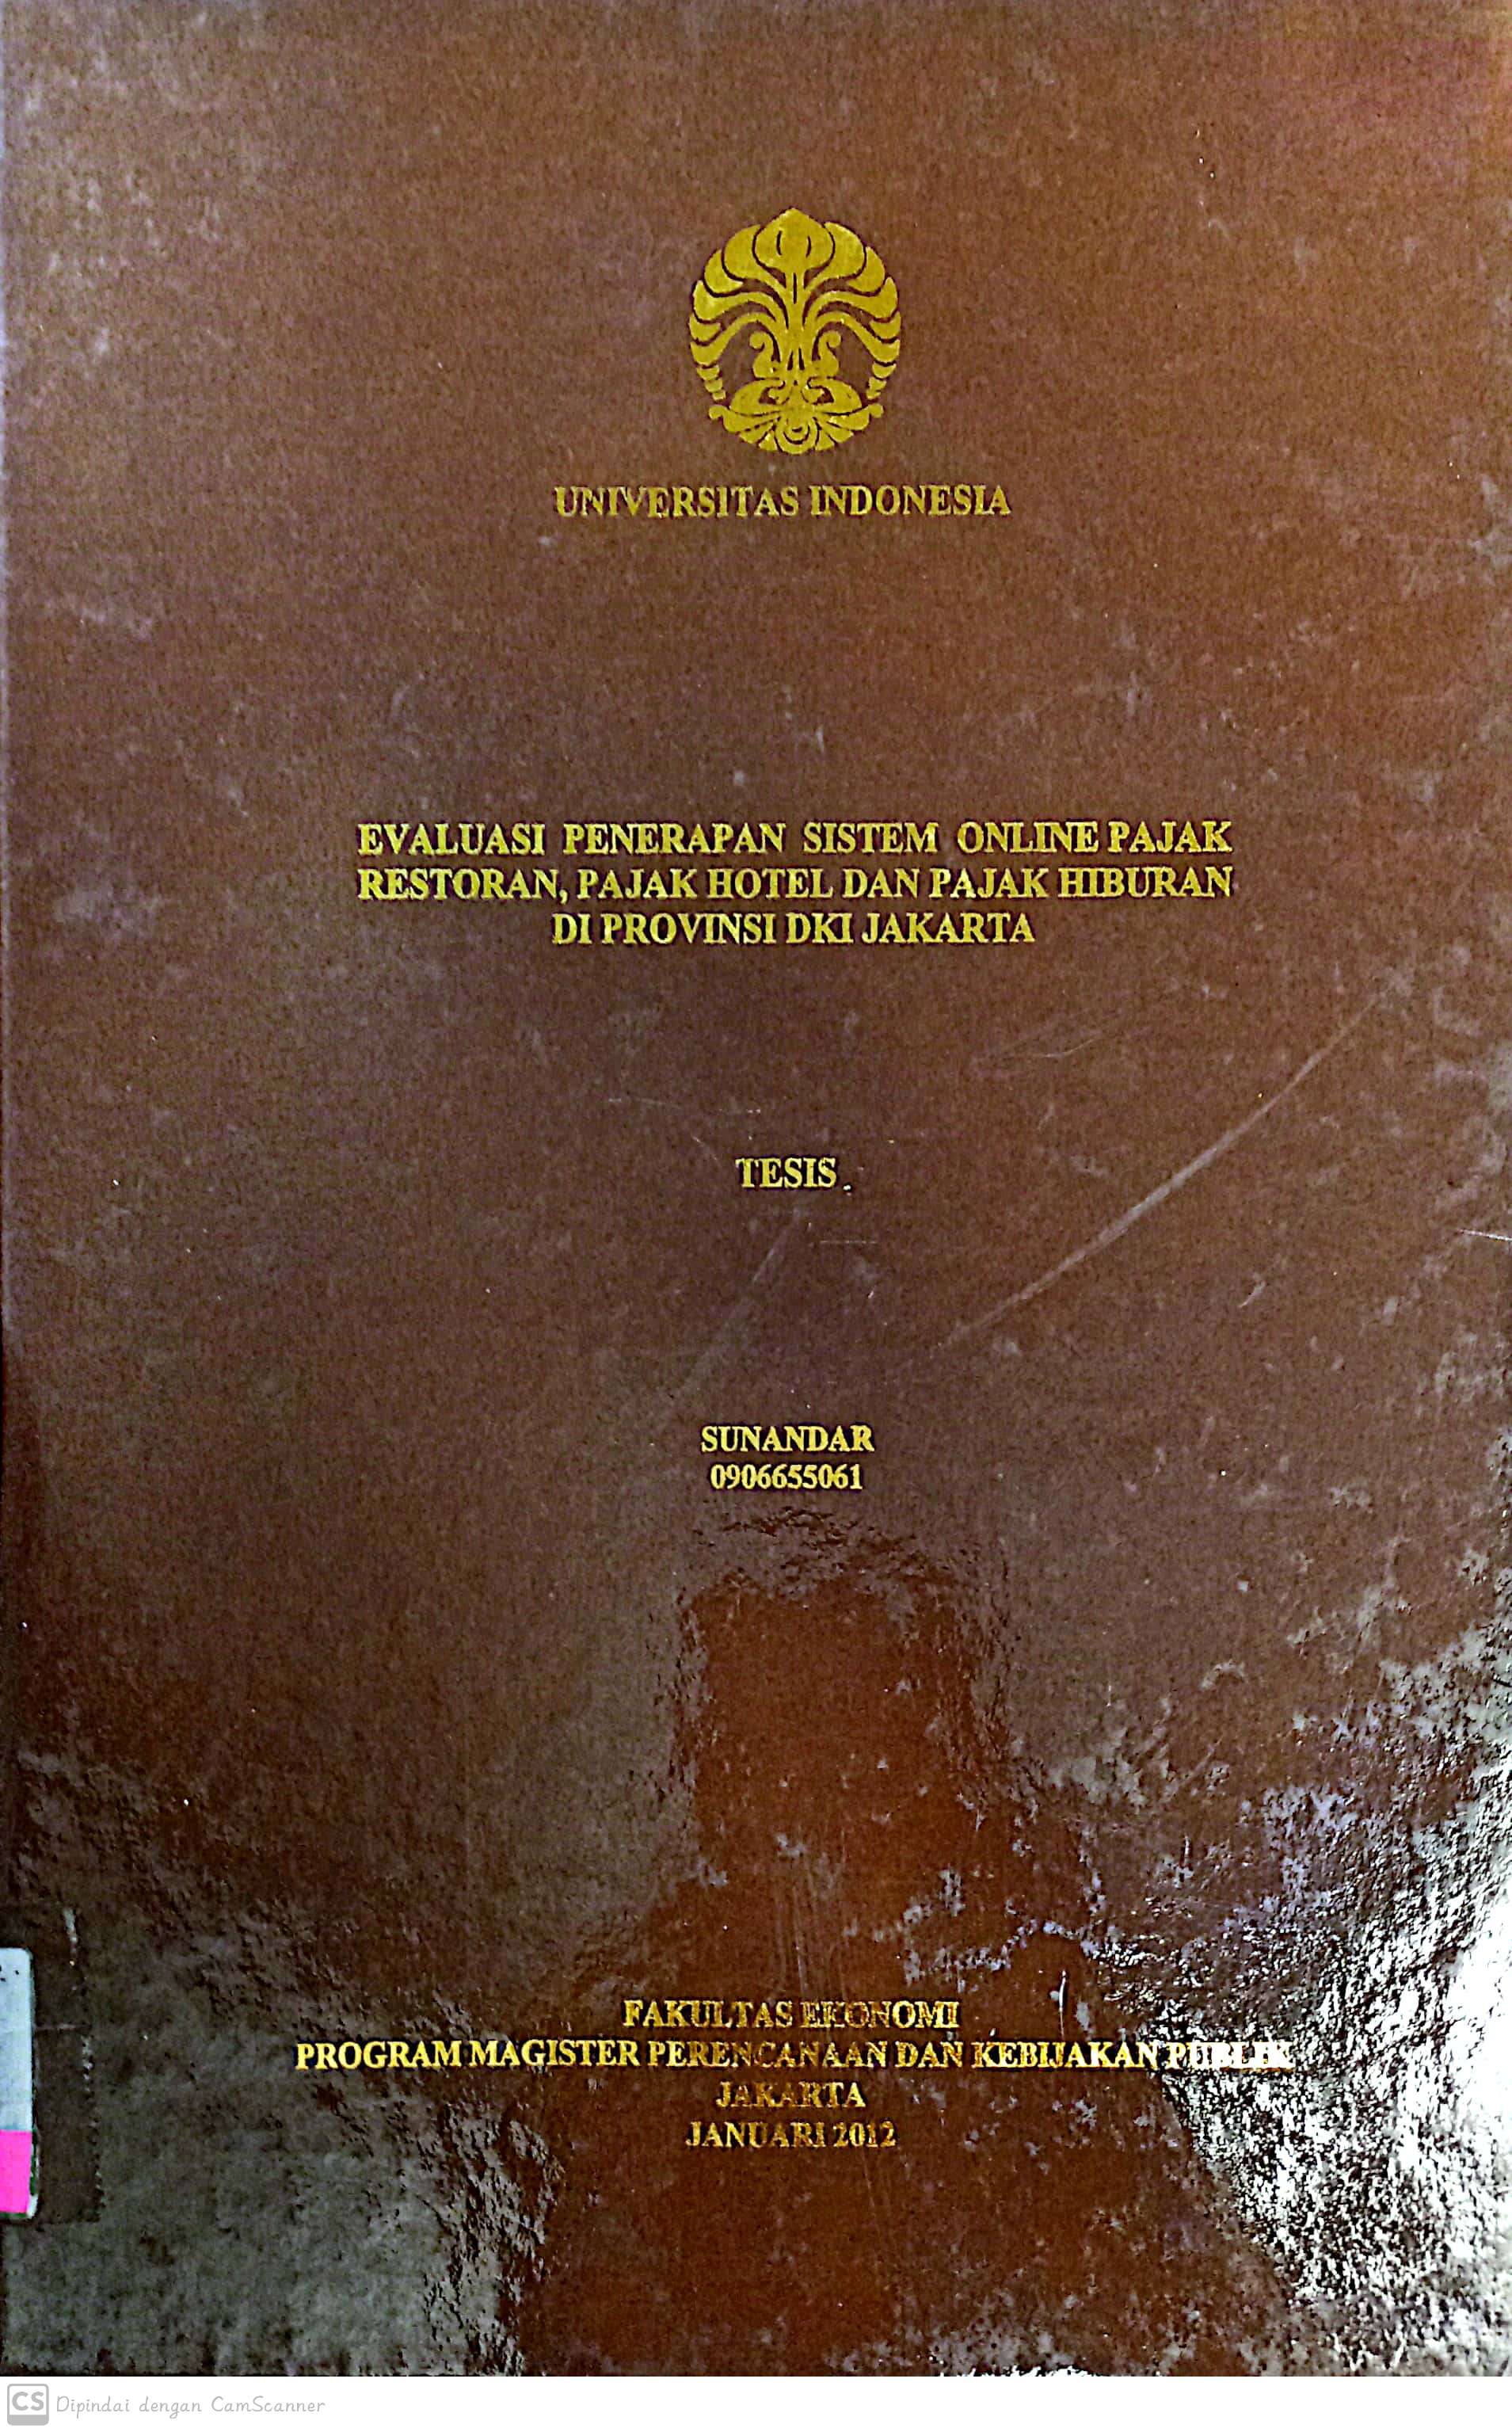 UNIVERSITAS INDONESIA
EVALUASI PENERAPAN SISTEM ONLINE PAJAK
RESTORAN, PAJAK HOTEL DAN PAJAK HIBURAN
DI PROVINSI DKI JAKARTA
TESIS
SUNANDAR
0906655061
FAKULTAS EKONOMI
PROGRAM MAGISTER PERENCANAAN DAN KEBIJAKAN PUBLIK
JAKARTA
JANUARI 2012
CS Dipindai dengan CamScanner